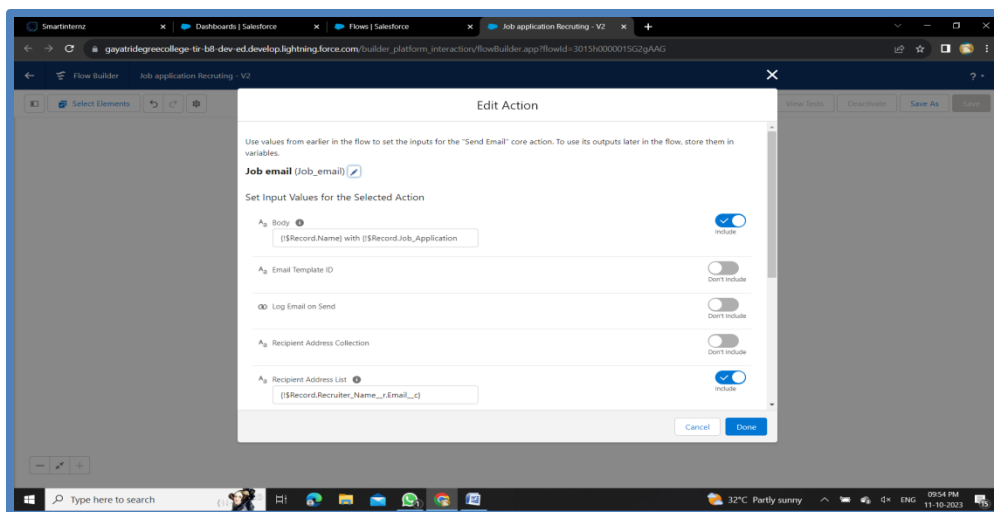 Smartinternz
Dashboards | Salesforce
Flows | Salesforce
Job application Recruting - V2
gayatridegreecollege-tir-b8-dev-ed.develop.lightning.force.com/builder_platform_interaction/flowBuilder.app?flowId=3015h000001SG2gAAG
Flow Builder
Job application Recruting - V2
?
Select Elements
View Tests
Deactivate
Save As
Save
Edit Action
Use values from earlier in the flow to set the inputs for the "Send Email" core action. To use its outputs later in the flow, store them in
variables.
Job email (Job_email)
Set Input Values for the Selected Action
Body
Include
{!$Record.Name} with {!$Record.Job_Application
Email Template ID
Don't Include
Log Email on Send
Don't Include
Recipient Address Collection
Don't Include
Recipient Address List
Include
{!$Record.Recruiter_Name__r.Email__c}
Cancel
Done
Type here to search
32°C Partly sunny
ENG
09:54 PM
11-10-2023
15